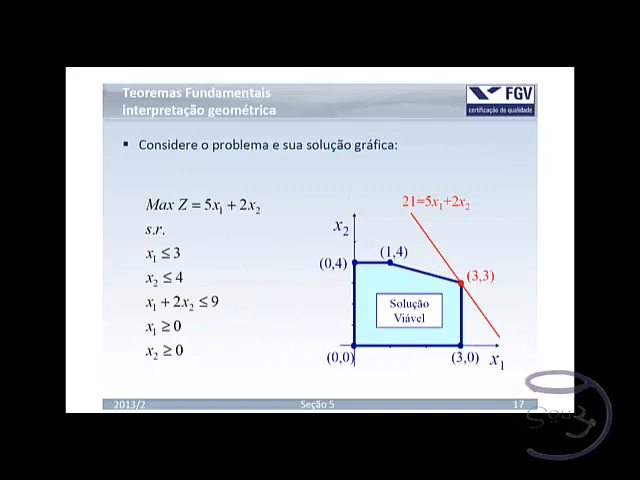 Teoremas Fundamentais
interpretação geométrica
FGV
certificação de qualidade
▪ Considere o problema e sua solução gráfica:
Max Z = 5x₁ + 2x₂
s.r.
x₁ ≤ 3
x₂ ≤ 4
x₁ + 2x₂ ≤ 9
x₁ ≥ 0
x₂ ≥ 0
21=5x₁+2x₂
x₂
(1,4)
(0,4)
(3,3)
Solução
Viável
(0,0)
(3,0)
x₁
2013/2
Seção 5
17